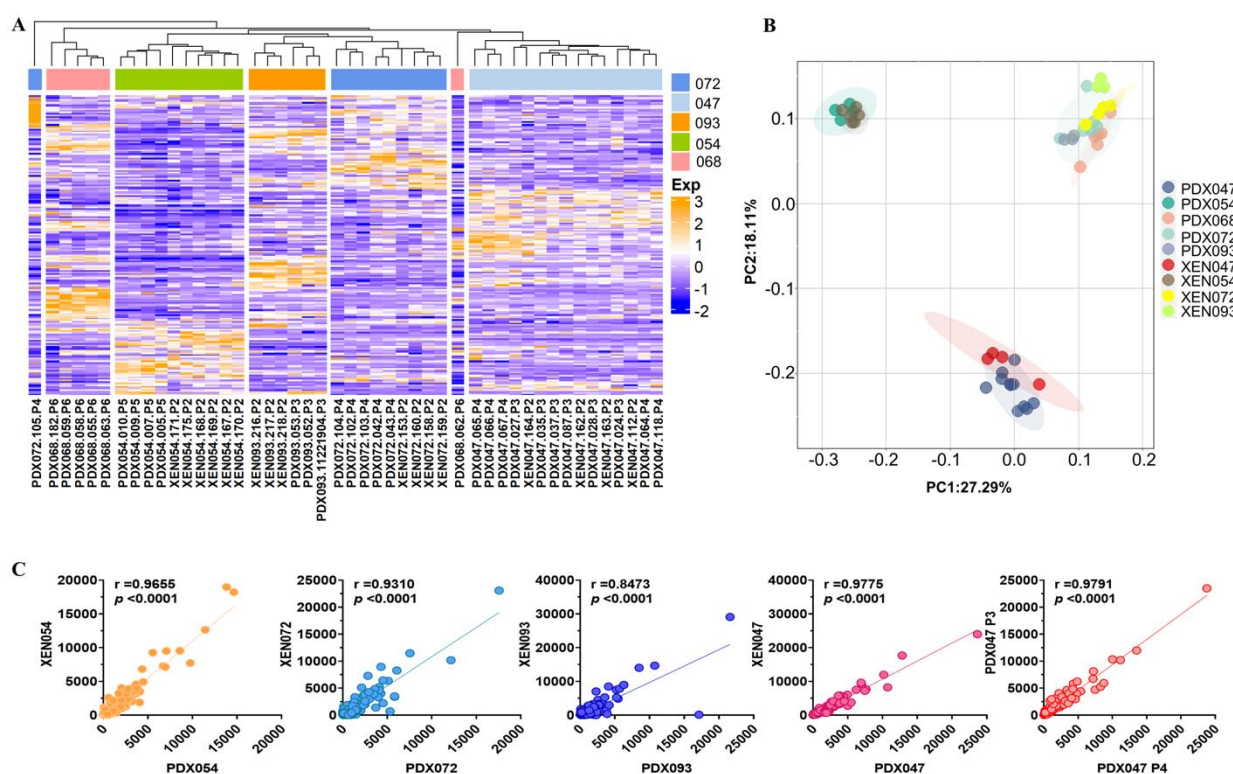 A
072
047
093
054
068
Exp
3
2
1
0
-1
-2
PDX072.105.P4
PDX068.182.P6
PDX068.059.P6
PDX068.058.P6
PDX068.055.P6
PDX068.063.P6
PDX054.010.P5
PDX054.009.P5
PDX054.007.P5
PDX054.005.P5
XEN054.171.P2
XEN054.175.P2
XEN054.168.P2
XEN054.169.P2
XEN054.167.P2
XEN054.170.P2
XEN093.216.P2
XEN093.217.P2
XEN093.218.P2
PDX093.053.P3
PDX093.052.P3
PDX093.11221904.P3
PDX072.104.P4
PDX072.102.P4
PDX072.042.P4
PDX072.043.P4
XEN072.153.P2
XEN072.160.P2
XEN072.158.P2
XEN072.159.P2
PDX068.062.P6
PDX047.065.P4
PDX047.066.P4
PDX047.067.P4
PDX047.027.P3
XEN047.164.P2
PDX047.035.P3
PDX047.037.P3
PDX047.087.P3
XEN047.162.P2
PDX047.028.P3
XEN047.163.P2
PDX047.024.P3
XEN047.112.P2
PDX047.064.P4
PDX047.118.P4
B
PC2:18.11%
0.1
0.0
-0.1
-0.2
-0.3
-0.2
-0.1
0.0
0.1
0.2
PC1:27.29%
PDX047
PDX054
PDX068
PDX072
PDX093
XEN047
XEN054
XEN072
XEN093
C
r =0.9655
p <0.0001
XEN054
20000
15000
10000
5000
0
0
5000
10000
15000
20000
PDX054
r =0.9310
p <0.0001
XEN072
25000
20000
15000
10000
5000
0
0
5000
10000
15000
20000
PDX072
r=0.8473
p <0.0001
XEN093
40000
30000
20000
10000
0
0
5000
10000
15000
20000
25000
PDX093
r =0.9775
p <0.0001
XEN047
40000
30000
20000
10000
0
0
5000
10000
15000
20000
25000
PDX047
r =0.9791
p <0.0001
PDX047 P3
25000
20000
15000
10000
5000
0
0
5000
10000
15000
20000
25000
PDX047 P4